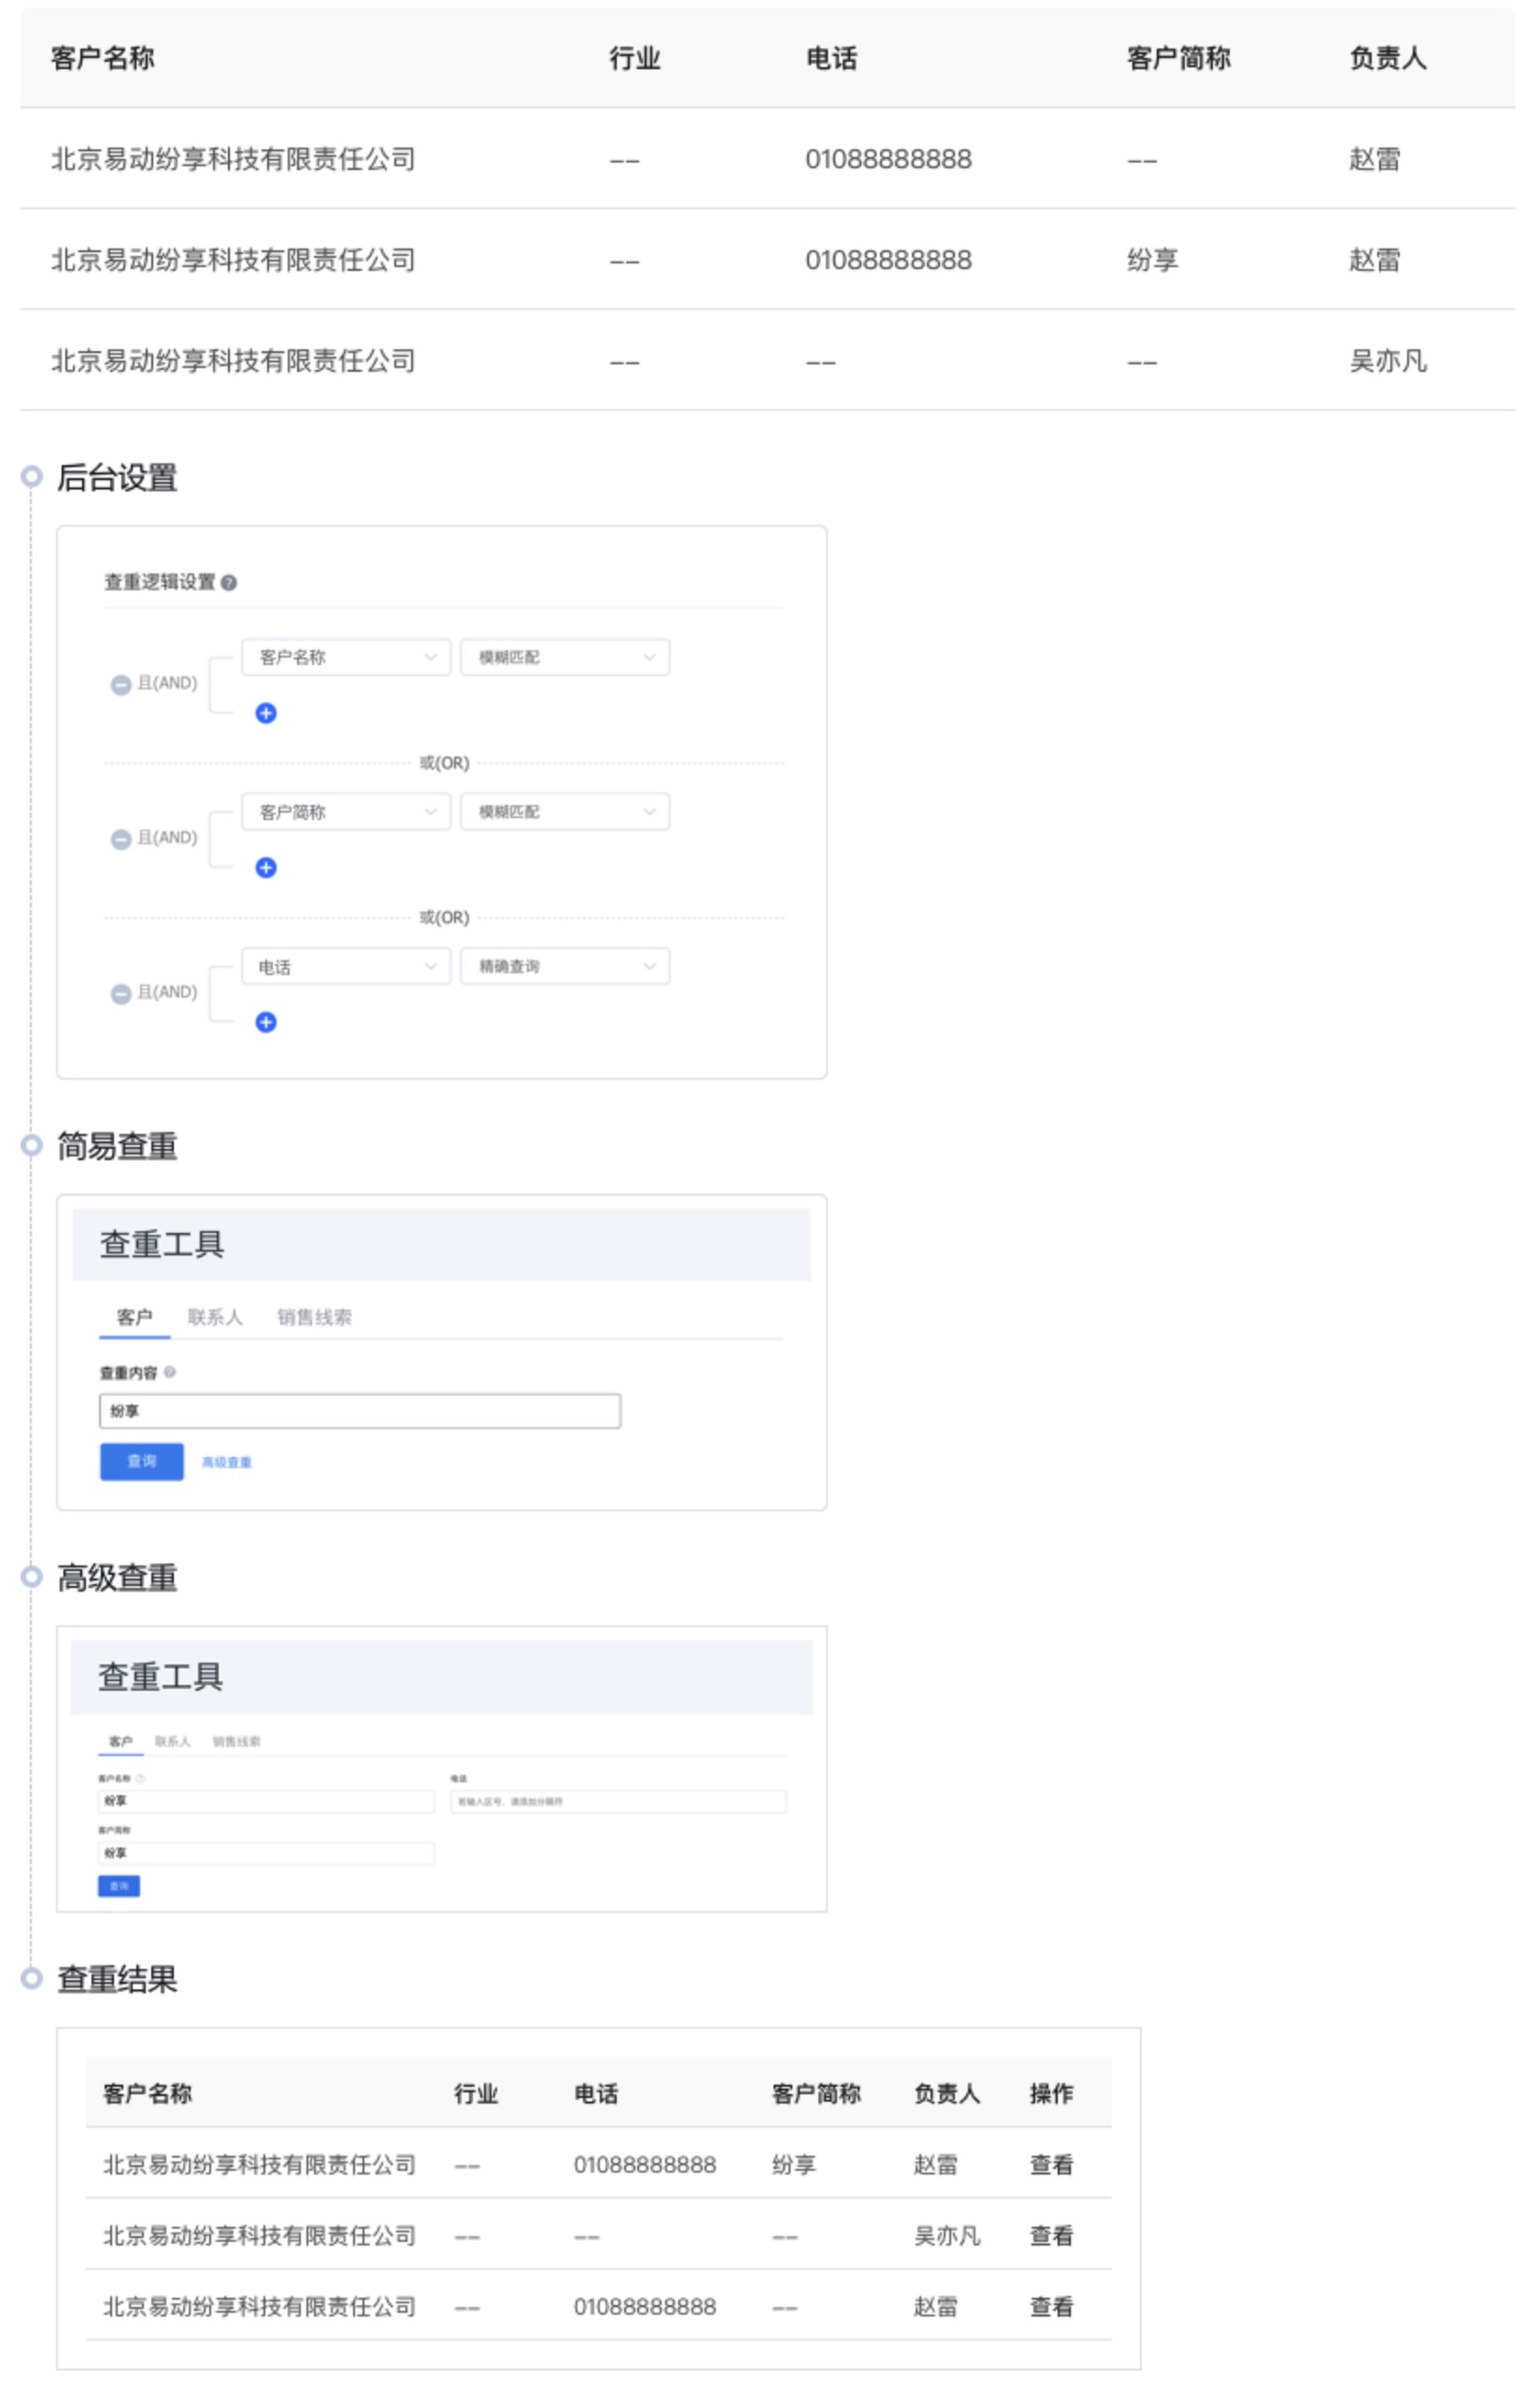 客户名称 行业 电话 客户简称 负责人
北京易动纷享科技有限责任公司 —— 01088888888 —— 赵雷
北京易动纷享科技有限责任公司 —— 01088888888 纷享 赵雷
北京易动纷享科技有限责任公司 —— —— —— 吴亦凡
后台设置
查重逻辑设置 ?
客户名称 模糊匹配
且(AND)
或(OR)
客户简称 模糊匹配
且(AND)
或(OR)
电话 精确查询
且(AND)
简易查重
查重工具
客户 联系人 销售线索
查重内容 ?
纷享
查询 高级查重
高级查重
查重工具
客户 联系人 销售线索
客户名称 ? 电话
纷享 若输入区号，请添加分隔符
客户简称
纷享
查询
查重结果
客户名称 行业 电话 客户简称 负责人 操作
北京易动纷享科技有限责任公司 —— 01088888888 纷享 赵雷 查看
北京易动纷享科技有限责任公司 —— —— —— 吴亦凡 查看
北京易动纷享科技有限责任公司 —— 01088888888 —— 赵雷 查看